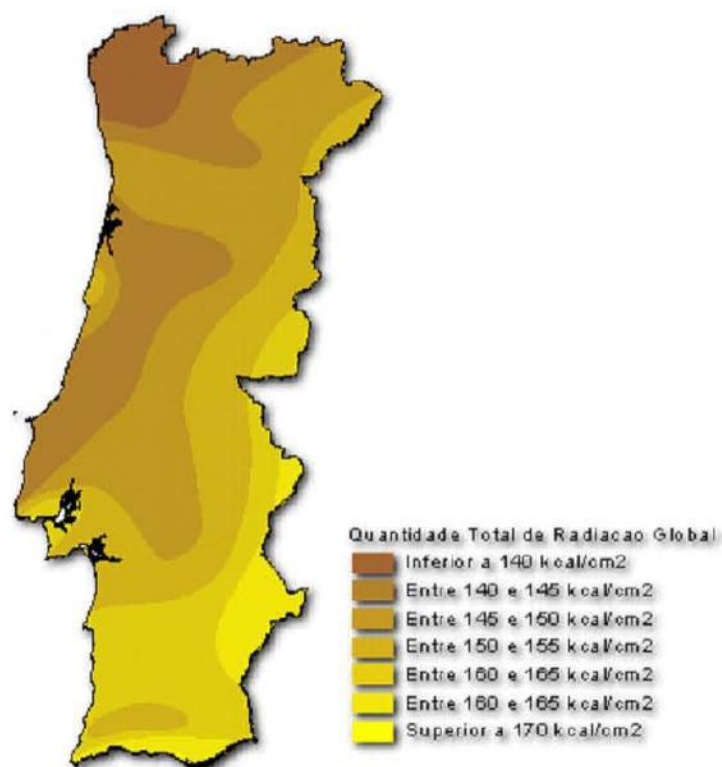 Quantidade Total de Radiacao Global
Inferior a 140 kcal/cm2
Entre 140 e 145 kcal/cm2
Entre 145 e 150 kcal/cm2
Entre 150 e 155 kcal/cm2
Entre 160 e 165 kcal/cm2
Entre 160 e 165 kcal/cm2
Superior a 170 kcal/cm2